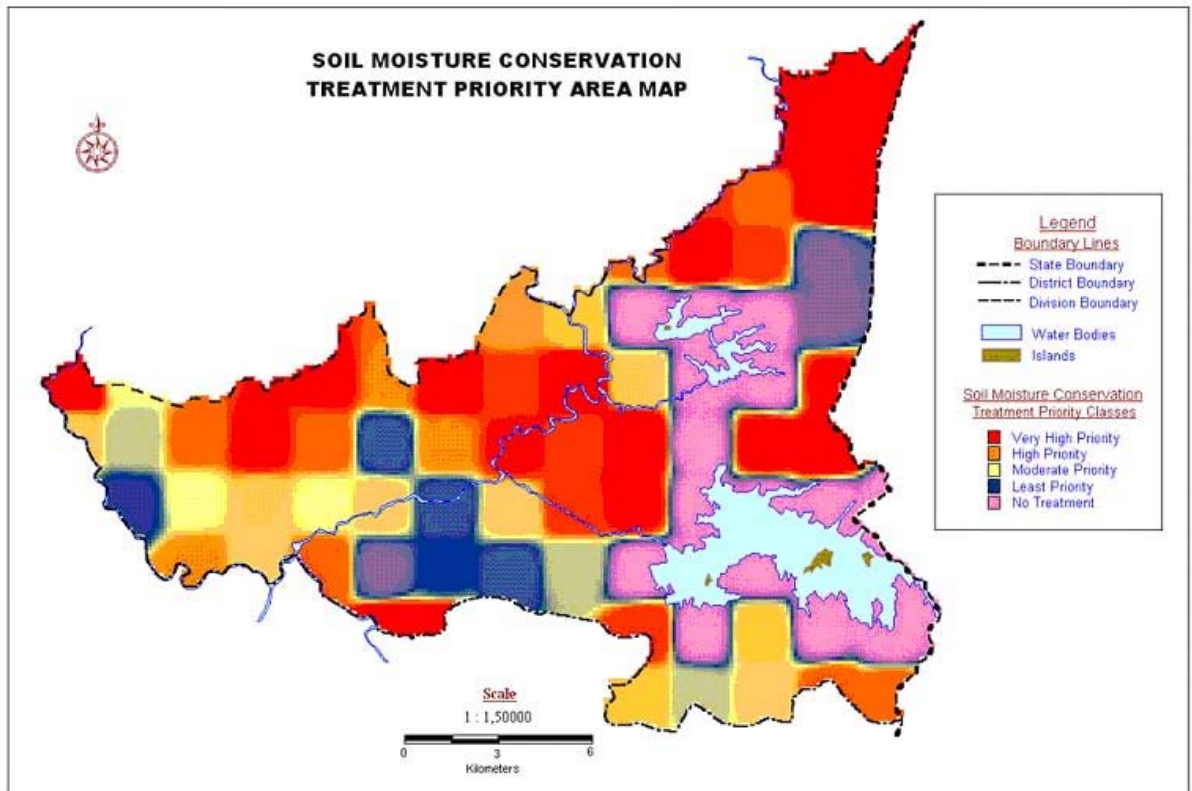 SOIL MOISTURE CONSERVATION
TREATMENT PRIORITY AREA MAP
Legend
Boundary Lines
State Boundary
District Boundary
Division Boundary
Water Bodies
Islands
Soil Moisture Conservation
Treatment Priority Classes
Very High Priority
High Priority
Moderate Priority
Least Priority
No Treatment
Scale
1 : 1,50000
0 3 6
Kilometers